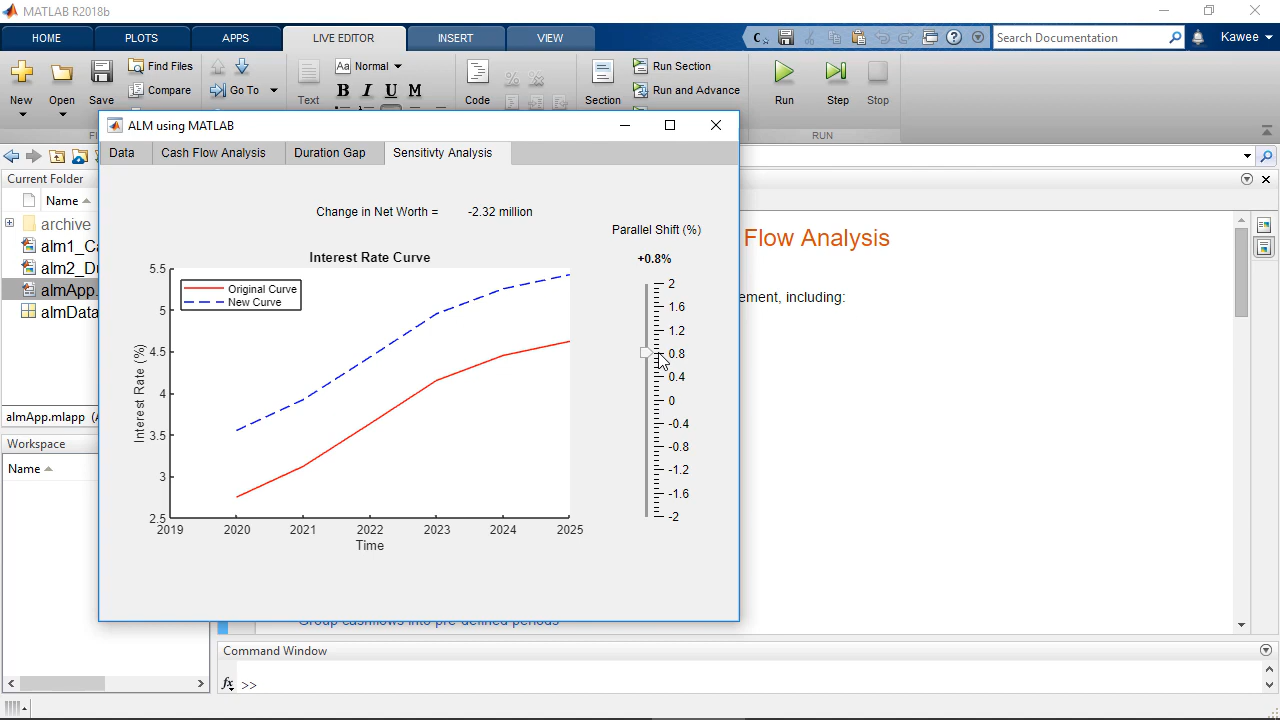 MATLAB R2018b
HOME
PLOTS
APPS
LIVE EDITOR
INSERT
VIEW
Search Documentation
Kawee
New
Open
Save
Find Files
Compare
Go To
Text
Aa Normal
B I U M
Code
Section
Run Section
Run and Advance
Run
Step
Stop
RUN
ALM using MATLAB
Data
Cash Flow Analysis
Duration Gap
Sensitivty Analysis
Current Folder
Name
archive
alm1_Ca
almApp.
almData
almApp.mlapp
Workspace
Name
Change in Net Worth = -2.32 million
Parallel Shift (%)
+0.8%
Interest Rate Curve
Original Curve
New Curve
5.5
5
4.5
4
3.5
3
2.5
Interest Rate (%)
2019 2020 2021 2022 2023 2024 2025
Time
2
1.6
1.2
0.8
0.4
0
-0.4
-0.8
-1.2
-1.6
-2
Flow Analysis
ement, including:
Group cashflows into pre-defined periods
Command Window
fx >>